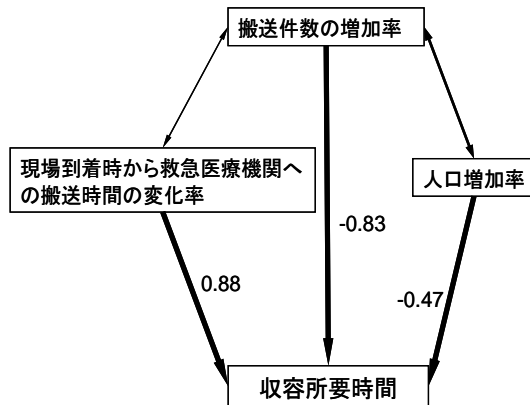 搬送件数の増加率
現場到着時から救急医療機関へ
の搬送時間の変化率
人口増加率
-0.83
0.88
-0.47
収容所要時間